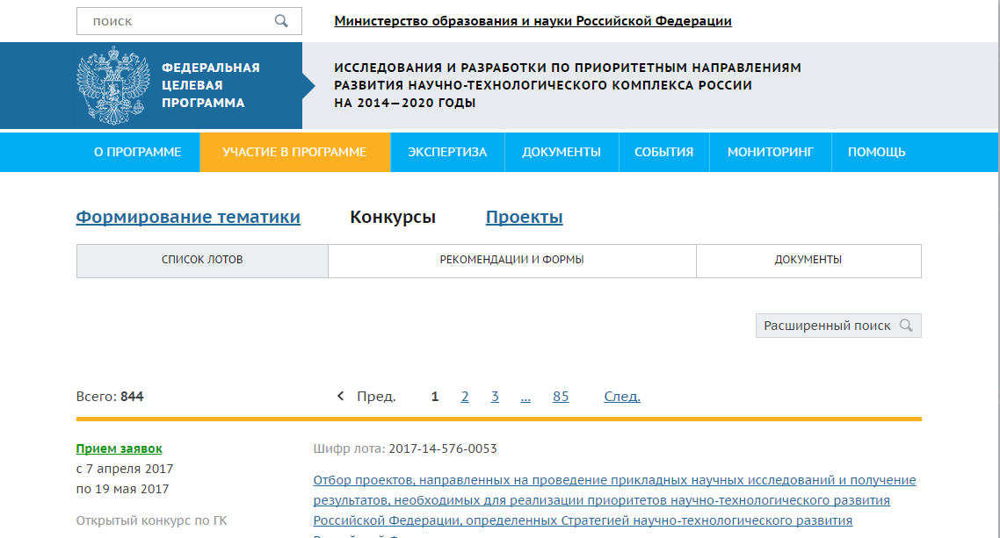 поиск
Министерство образования и науки Российской Федерации
ФЕДЕРАЛЬНАЯ
ЦЕЛЕВАЯ
ПРОГРАММА
ИССЛЕДОВАНИЯ И РАЗРАБОТКИ ПО ПРИОРИТЕТНЫМ НАПРАВЛЕНИЯМ
РАЗВИТИЯ НАУЧНО-ТЕХНОЛОГИЧЕСКОГО КОМПЛЕКСА РОССИИ
НА 2014—2020 ГОДЫ
О ПРОГРАММЕ УЧАСТИЕ В ПРОГРАММЕ ЭКСПЕРТИЗА ДОКУМЕНТЫ СОБЫТИЯ МОНИТОРИНГ ПОМОЩЬ
Формирование тематики Конкурсы Проекты
СПИСОК ЛОТОВ РЕКОМЕНДАЦИИ И ФОРМЫ ДОКУМЕНТЫ
Расширенный поиск
Всего: 844 Пред. 1 2 3 ... 85 След.
Прием заявок
с 7 апреля 2017
по 19 мая 2017
Открытый конкурс по ГК
Шифр лота: 2017-14-576-0053
Отбор проектов, направленных на проведение прикладных научных исследований и получение
результатов, необходимых для реализации приоритетов научно-технологического развития
Российской Федерации, определенных Стратегией научно-технологического развития